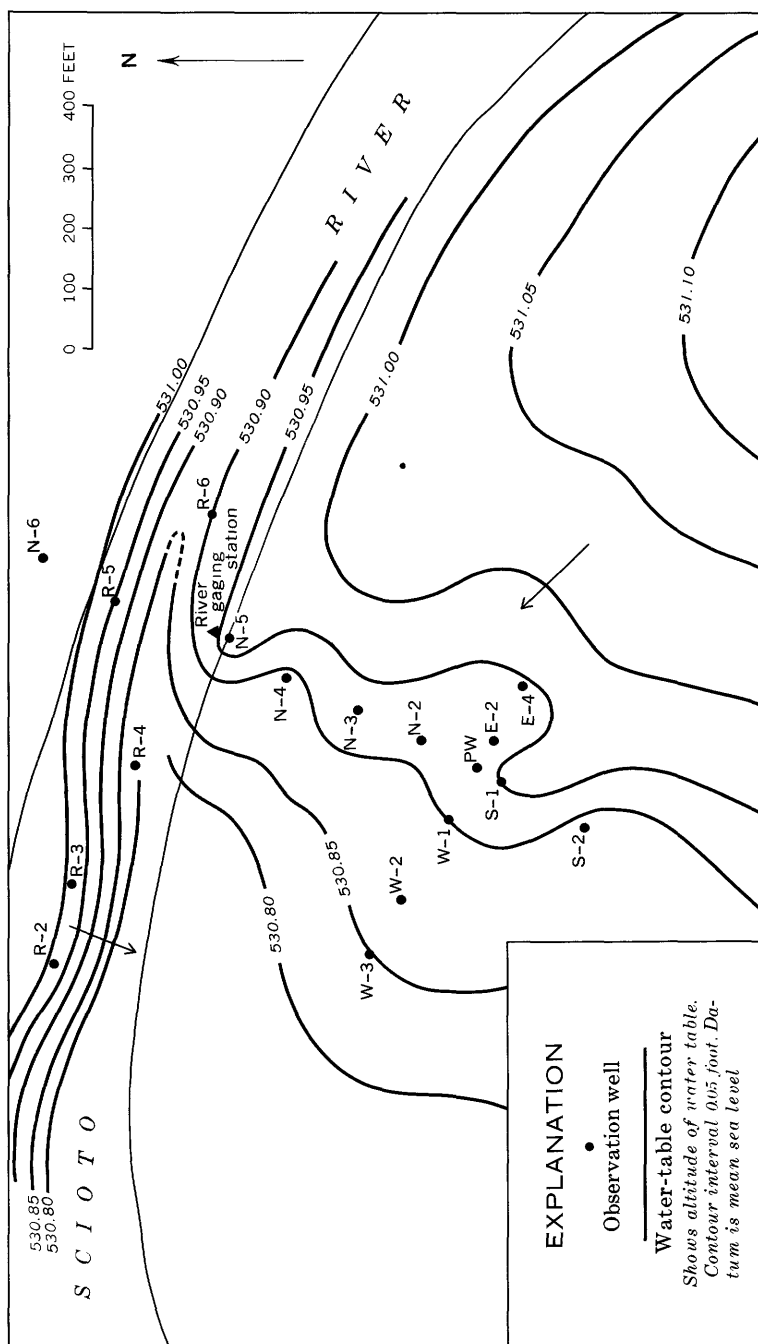 0 100 200 300 400 FEET
N
N-6
R-5
R-3
R-2
R-4
R-6
River
gaging
station
N-5
N-4
N-3
N-2
PW
E-2
E-4
S-1
S-2
W-1
W-2
W-3
SCIOTO
RIVER
531.00
530.95
530.90
530.90
530.95
530.85
530.80
530.85
530.80
531.00
531.05
531.10
EXPLANATION
Observation well
Water-table contour
Shows altitude of water table.
Contour interval 0.05 foot. Da-
tum is mean sea level